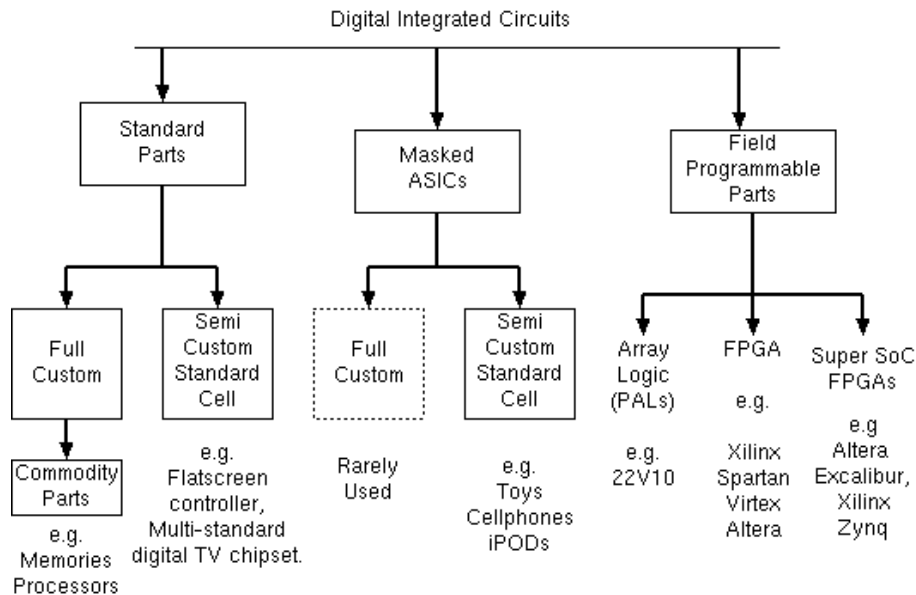 Digital Integrated Circuits
Standard
Parts
Masked
ASICs
Field
Programmable
Parts
Full
Custom
Semi
Custom
Standard
Cell
Full
Custom
Semi
Custom
Standard
Cell
Array
Logic
(PALs)
FPGA
Super SoC
FPGAs
Commodity
Parts
e.g.
Memories
Processors
e.g.
Flatscreen
controller,
Multi-standard
digital TV chipset.
Rarely
Used
e.g.
Toys
Cellphones
iPODs
e.g.
22V10
e.g.
Xilinx
Spartan
Virtex
Altera
e.g
Altera
Excalibur,
Xilinx
Zynq